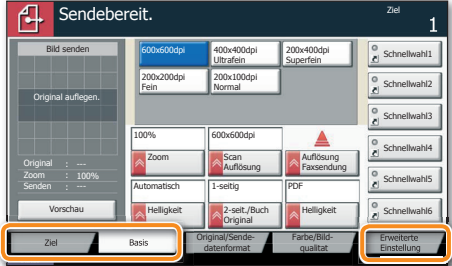 Sendebereit.
Ziel
1
Bild senden
Original auflegen.
Original : ---
Zoom : 100%
Senden : ---
Vorschau
600x600dpi
400x400dpi
Ultrafein
200x400dpi
Superfein
200x200dpi
Fein
200x100dpi
Normal
100%
Zoom
600x600dpi
Scan
Auflösung
Auflösung
Faxsendung
Automatisch
Helligkeit
1-seitig
2-seit./Buch
Original
PDF
Helligkeit
Schnellwahl1
Schnellwahl2
Schnellwahl3
Schnellwahl4
Schnellwahl5
Schnellwahl6
Ziel
Basis
Original/Sende-
datenformat
Farbe/Bild-
qualitat
Erweiterte
Einstellung